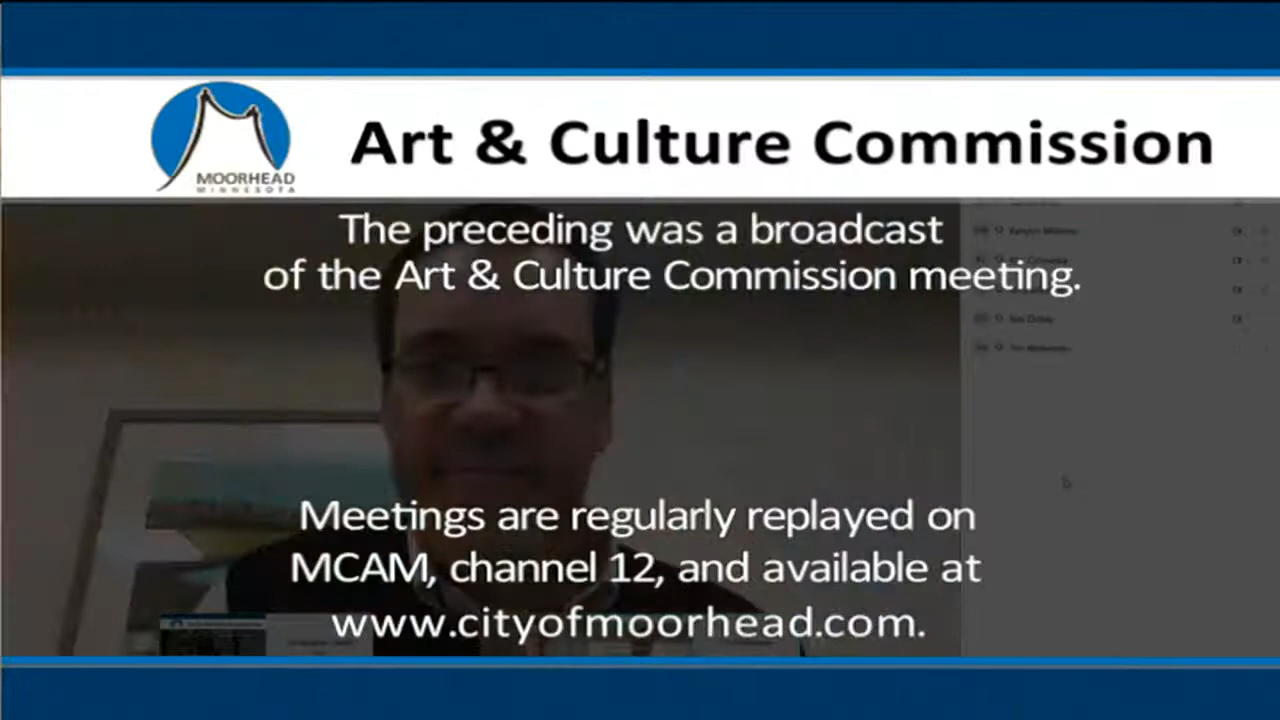 MOORHEAD
MINNESOTA
Art & Culture Commission
The preceding was a broadcast
of the Art & Culture Commission meeting.
Meetings are regularly replayed on
MCAM, channel 12, and available at
www.cityofmoorhead.com.